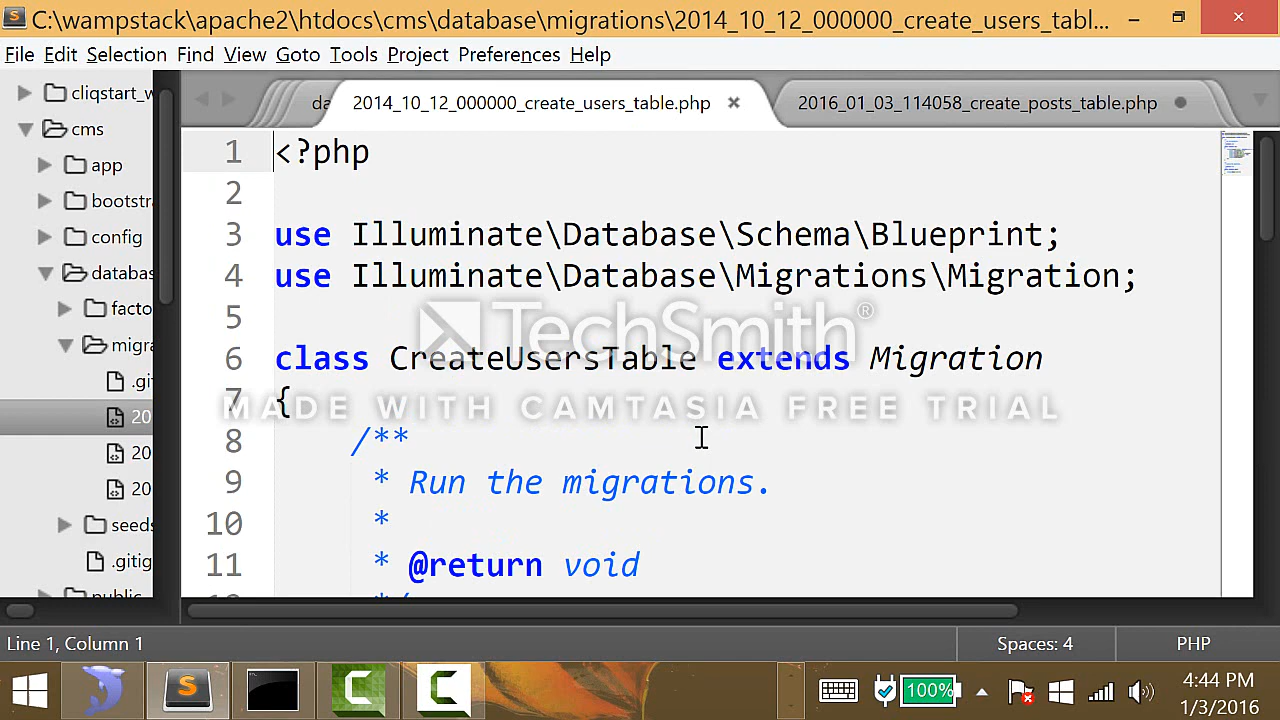 C:\wampstack\apache2\htdocs\cms\database\migrations\2014_10_12_000000_create_users_tabl...
File Edit Selection Find View Goto Tools Project Preferences Help
cliqstart_w
cms
app
bootstra
config
databas
facto
migra
.gi
20
20
20
seeds
.gitig
public
da
2014_10_12_000000_create_users_table.php
2016_01_03_114058_create_posts_table.php
1 <?php
2
3 use Illuminate\Database\Schema\Blueprint;
4 use Illuminate\Database\Migrations\Migration;
5
6 class CreateUsersTable extends Migration
7 {
8 /**
9 * Run the migrations.
10 *
11 * @return void
12 */
TechSmith®
MADE WITH CAMTASIA FREE TRIAL
Line 1, Column 1
Spaces: 4
PHP
S
C
C
100%
4:44 PM
1/3/2016